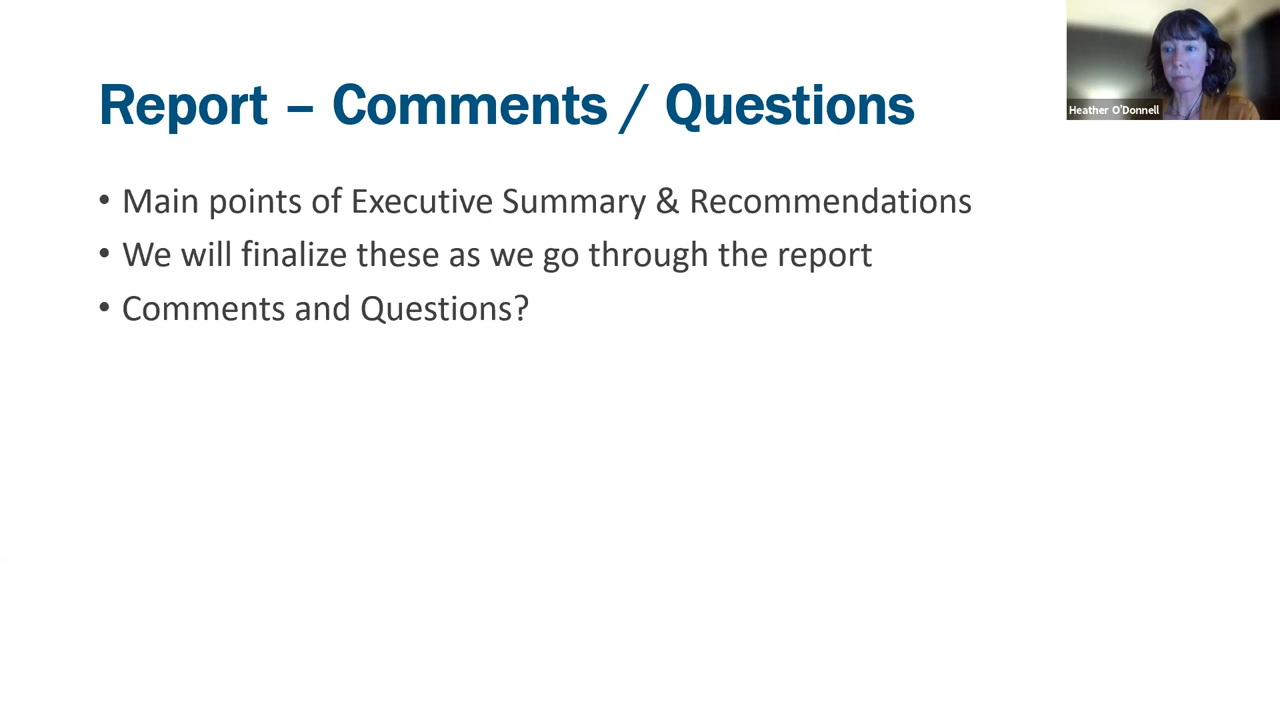 Report – Comments / Questions
• Main points of Executive Summary & Recommendations
• We will finalize these as we go through the report
• Comments and Questions?
Heather O'Donnell